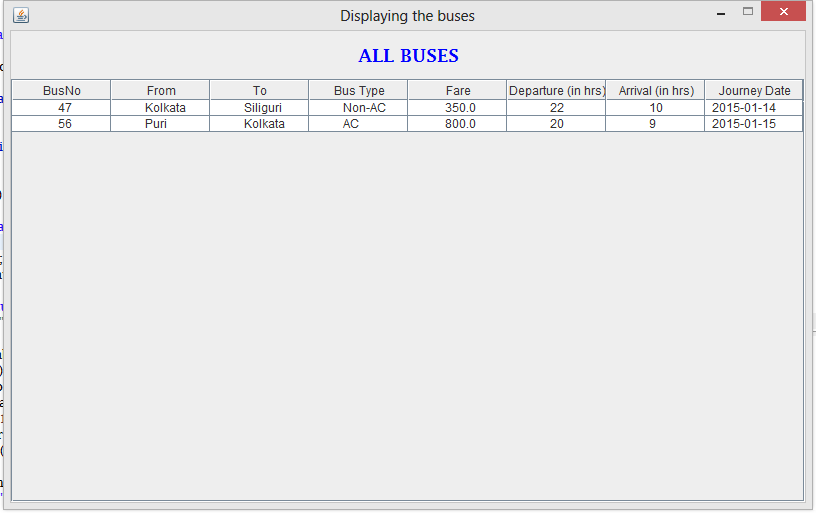 Displaying the buses
ALL BUSES
BusNo From To Bus Type Fare Departure (in hrs) Arrival (in hrs) Journey Date
47 Kolkata Siliguri Non-AC 350.0 22 10 2015-01-14
56 Puri Kolkata AC 800.0 20 9 2015-01-15